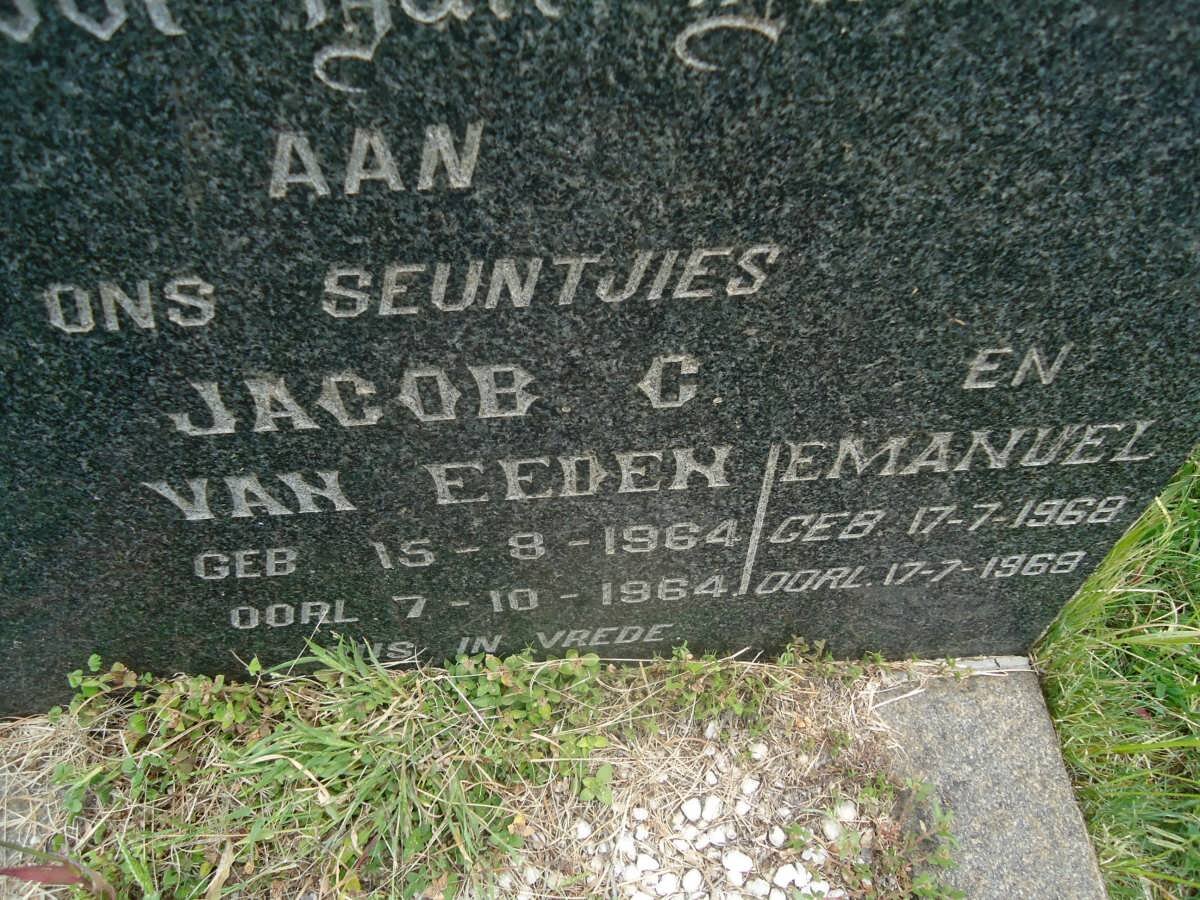 AAN
ONS SEUNTJIES
JACOB C. EN
VAN EEDEN EMANUEL
GEB. 15-8-1964 GEB. 17-7-1968
OORL. 7-10-1964. OORL. 17-7-1968
IN VREDE.